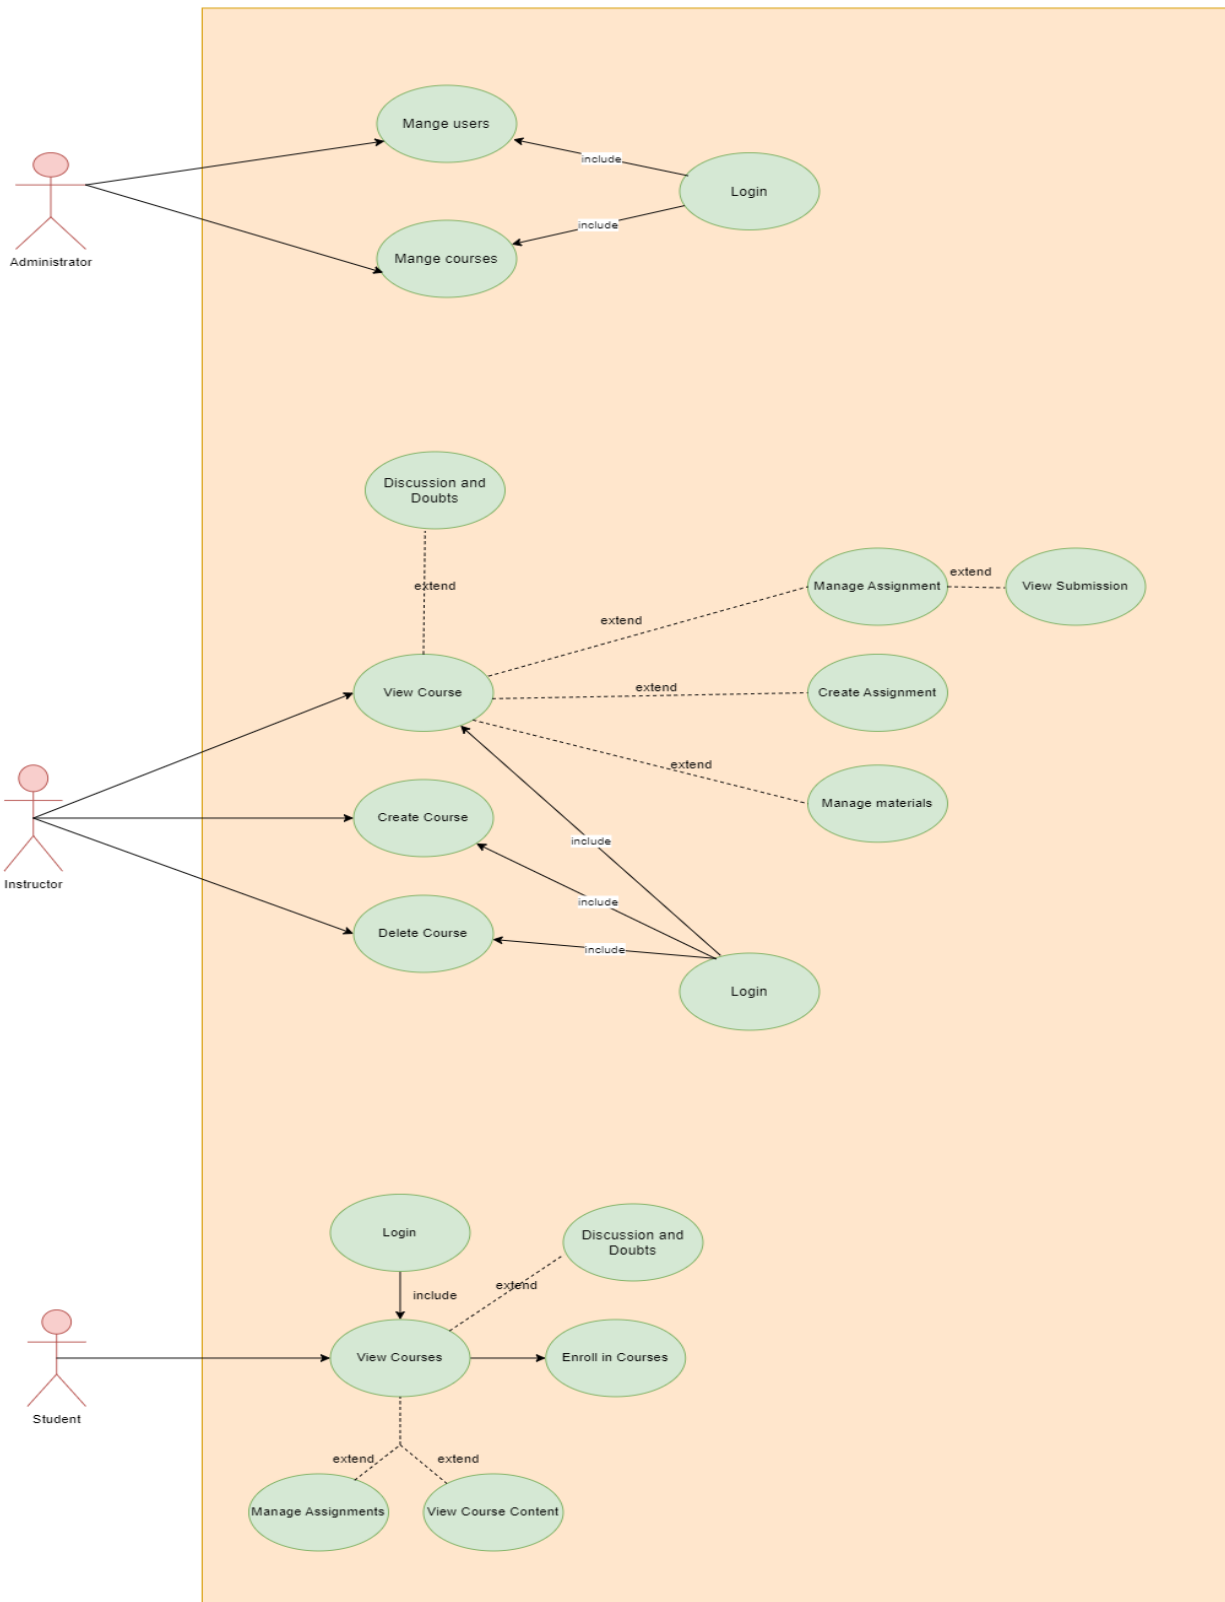 Mange users
include
Login
Administrator
include
Mange courses
Discussion and
Doubts
extend
Manage Assignment
extend
View Submission
extend
View Course
extend
Create Assignment
extend
Manage materials
Create Course
include
Instructor
include
Delete Course
include
Login
Login
Discussion and
Doubts
extend
include
View Courses
Enroll in Courses
Student
extend
extend
Manage Assignments
View Course Content